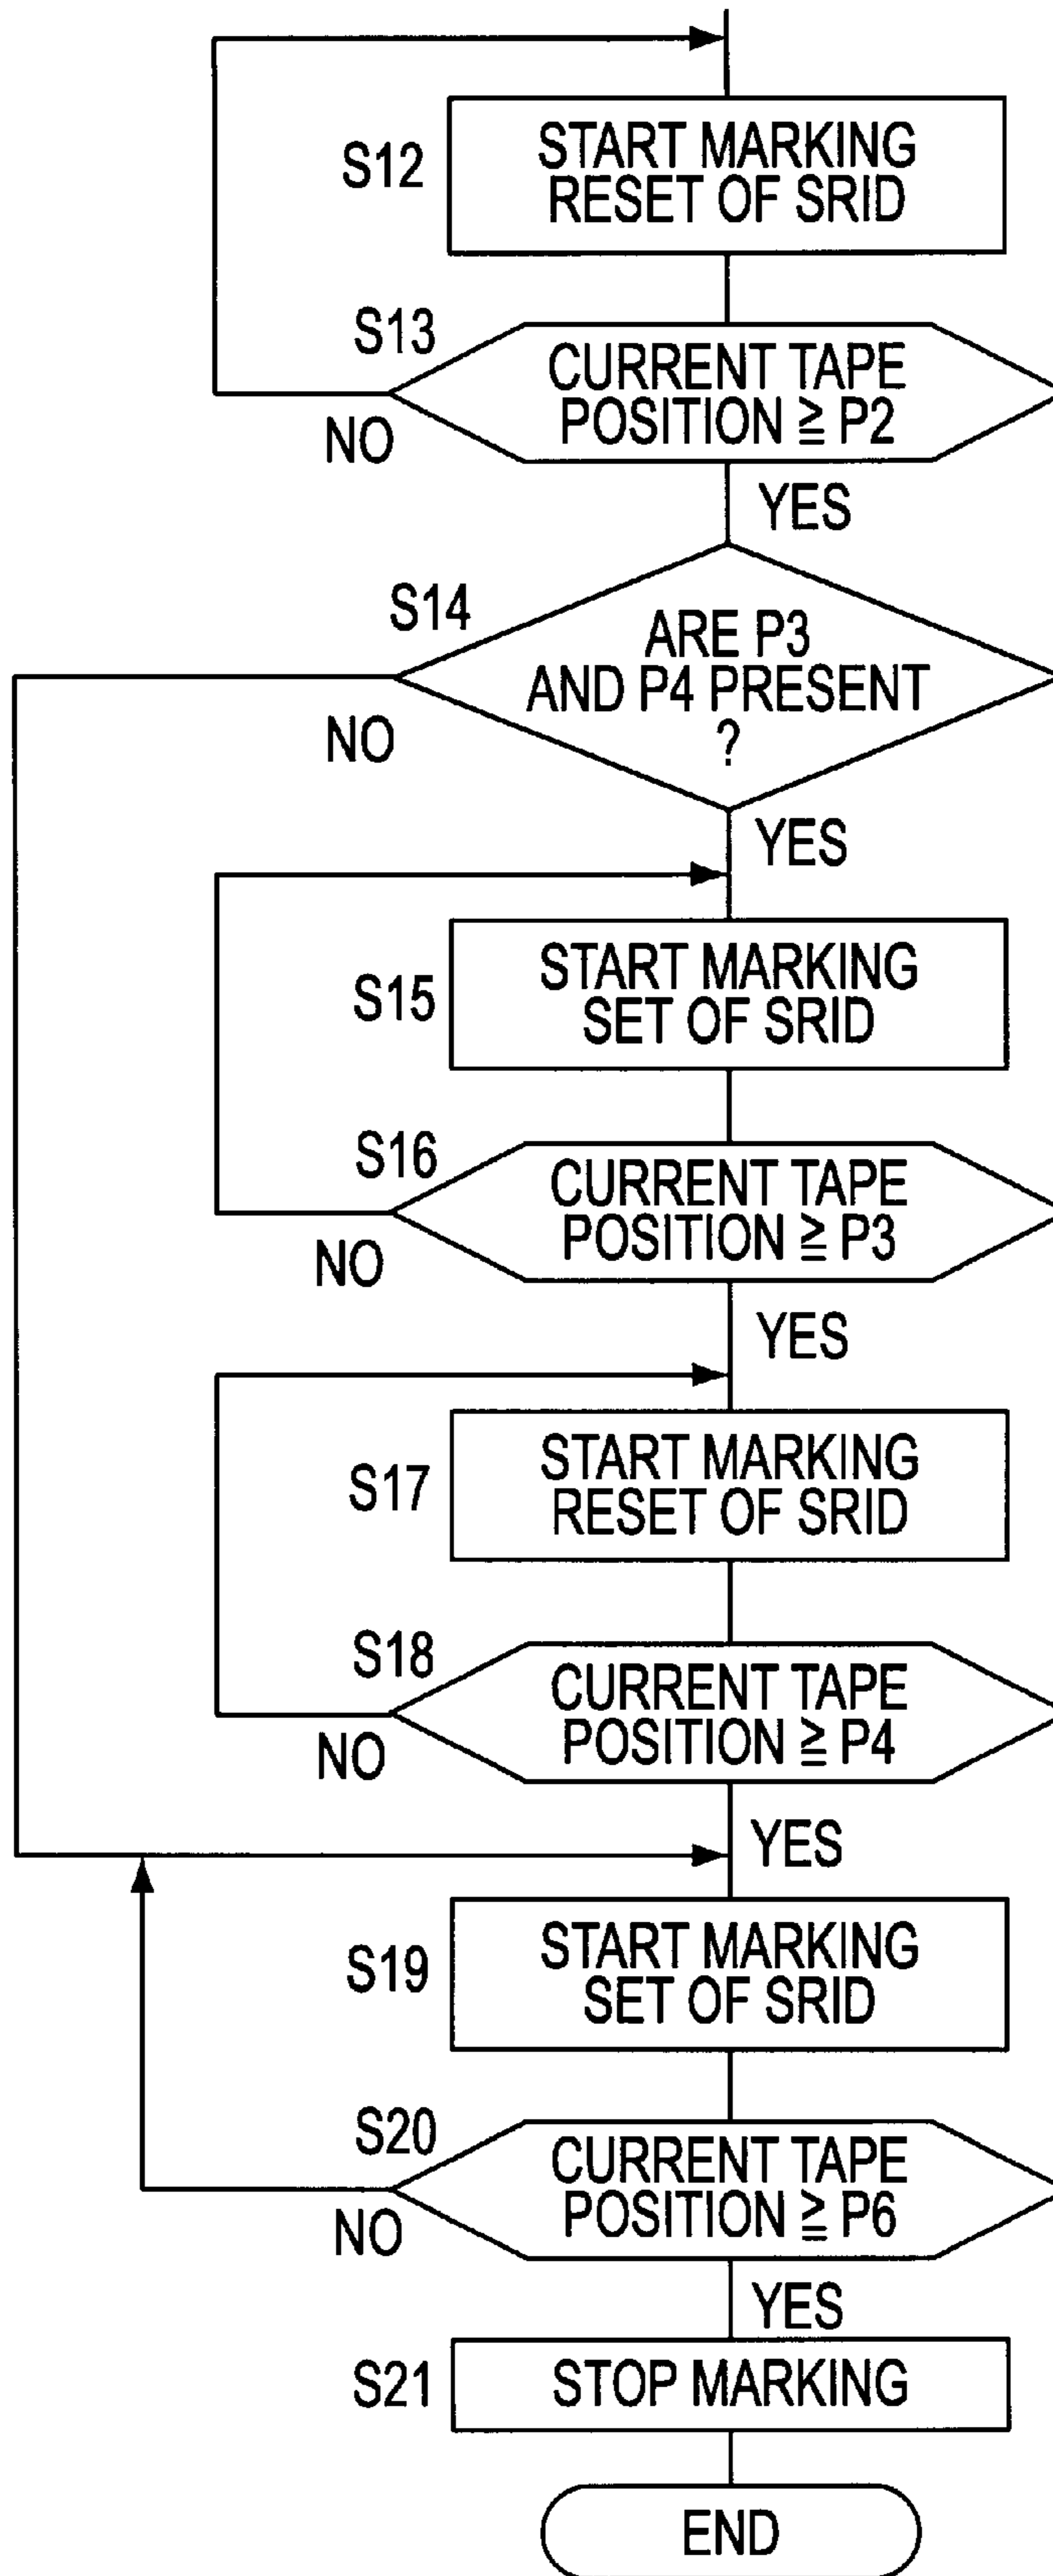 S12
START MARKING
RESET OF SRID
S13
CURRENT TAPE
POSITION ≧ P2
NO
YES
S14
ARE P3
AND P4 PRESENT
?
NO
YES
S15
START MARKING
SET OF SRID
S16
CURRENT TAPE
POSITION ≧ P3
NO
YES
S17
START MARKING
RESET OF SRID
S18
CURRENT TAPE
POSITION ≧ P4
NO
YES
S19
START MARKING
SET OF SRID
S20
CURRENT TAPE
POSITION ≧ P6
NO
YES
S21
STOP MARKING
END